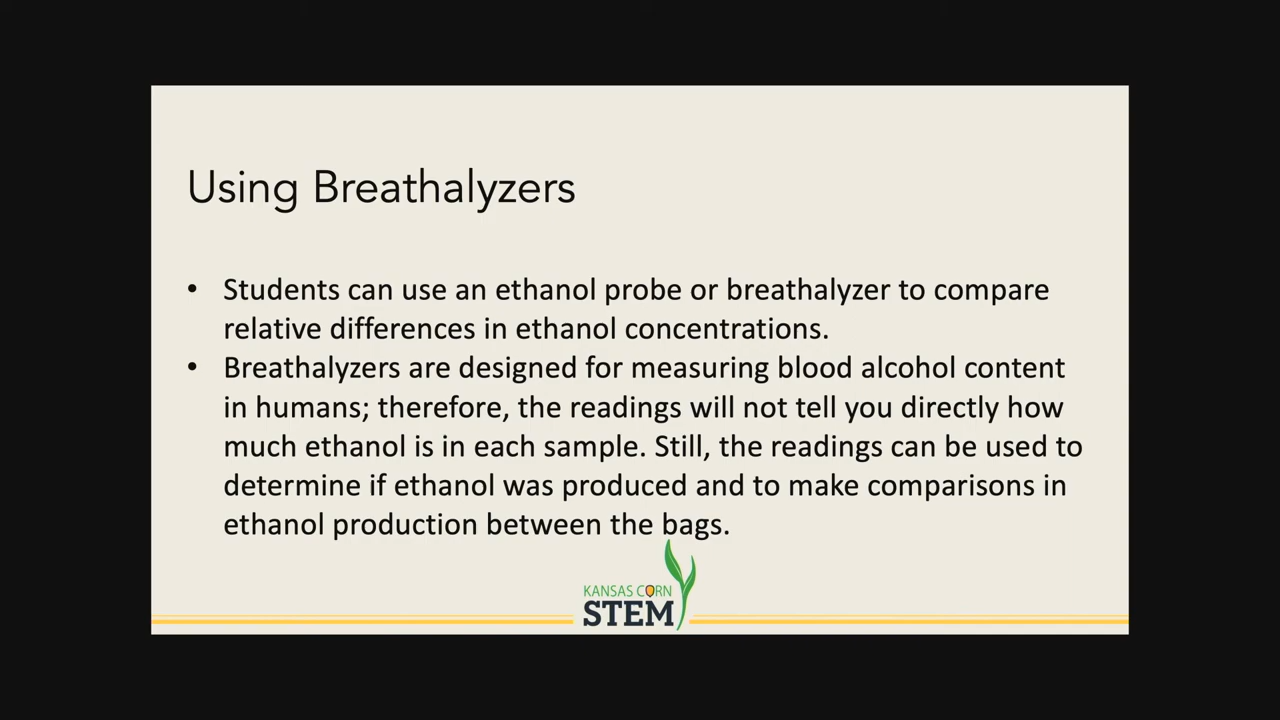 Using Breathalyzers
• Students can use an ethanol probe or breathalyzer to compare
relative differences in ethanol concentrations.
• Breathalyzers are designed for measuring blood alcohol content
in humans; therefore, the readings will not tell you directly how
much ethanol is in each sample. Still, the readings can be used to
determine if ethanol was produced and to make comparisons in
ethanol production between the bags.
KANSAS CORN
STEM